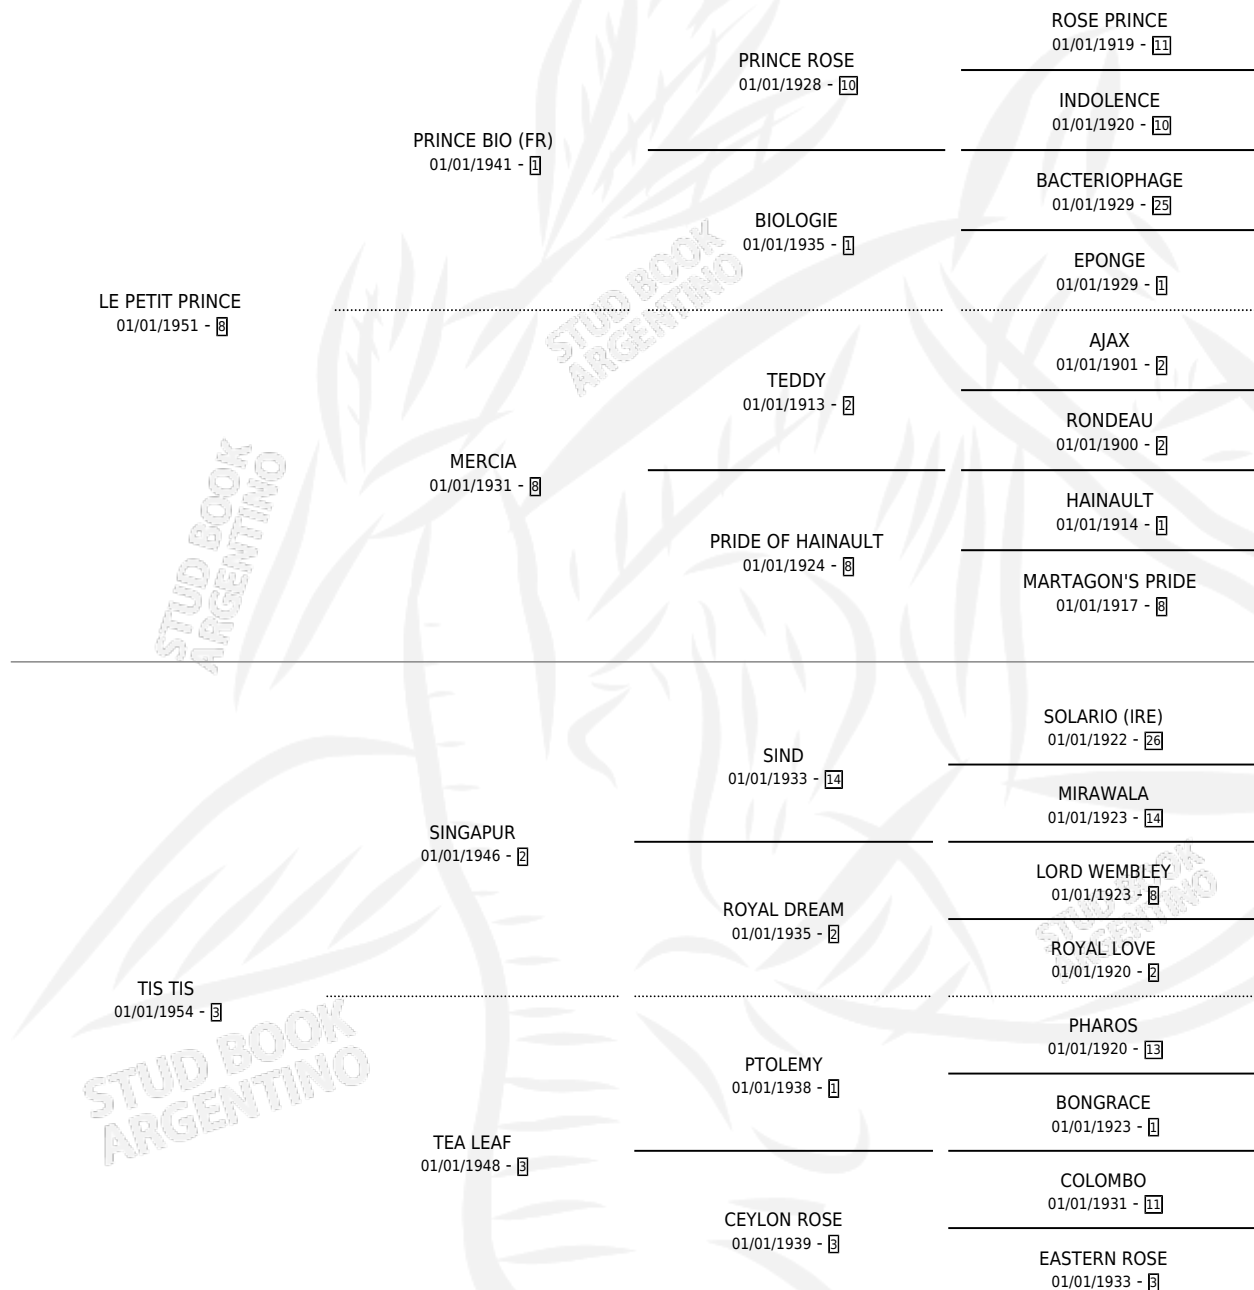 ROSE PRINCE
01/01/1919 - 11
PRINCE ROSE
01/01/1928 - 10
INDOLENCE
01/01/1920 - 10
PRINCE BIO (FR)
01/01/1941 - 1
BACTERIOPHAGE
01/01/1929 - 25
BIOLOGIE
01/01/1935 - 1
EPONGE
01/01/1929 - 1
LE PETIT PRINCE
01/01/1951 - 8
STUD BOOK
ARGENTINO
AJAX
01/01/1901 - 2
TEDDY
01/01/1913 - 2
RONDEAU
01/01/1900 - 2
MERCIA
01/01/1931 - 8
HAINAULT
01/01/1914 - 1
PRIDE OF HAINAULT
01/01/1924 - 8
MARTAGON'S PRIDE
01/01/1917 - 8
STUD BOOK
ARGENTINO
SOLARIO (IRE)
01/01/1922 - 26
SIND
01/01/1933 - 14
MIRAWALA
01/01/1923 - 14
SINGAPUR
01/01/1946 - 2
LORD WEMBLEY
01/01/1923 - 8
ROYAL DREAM
01/01/1935 - 2
STUD BOOK
ARGENTINO
ROYAL LOVE
01/01/1920 - 2
TIS TIS
01/01/1954 - 3
STUD BOOK
ARGENTINO
PHAROS
01/01/1920 - 13
PTOLEMY
01/01/1938 - 1
BONGRACE
01/01/1923 - 1
TEA LEAF
01/01/1948 - 3
COLOMBO
01/01/1931 - 11
CEYLON ROSE
01/01/1939 - 3
EASTERN ROSE
01/01/1933 - 3